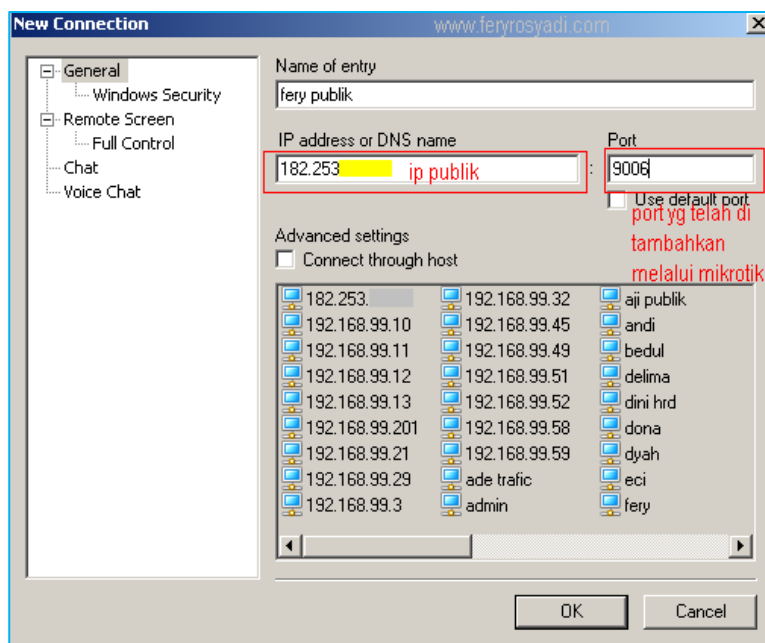 New Connection
www.feryrosyadi.com
General
Windows Security
Remote Screen
Full Control
Chat
Voice Chat
Name of entry
fery publik
IP address or DNS name
Port
182.253
ip publik
:
9006
Use default port
port yg telah di
tambahkan
melalui mikrotik
Advanced settings
Connect through host
182.253.
192.168.99.10
192.168.99.11
192.168.99.12
192.168.99.13
192.168.99.201
192.168.99.21
192.168.99.29
192.168.99.3
192.168.99.32
192.168.99.45
192.168.99.49
192.168.99.51
192.168.99.52
192.168.99.58
192.168.99.59
ade trafic
admin
aji publik
andi
bedul
delima
dini hrd
dona
dyah
eci
fery
OK
Cancel